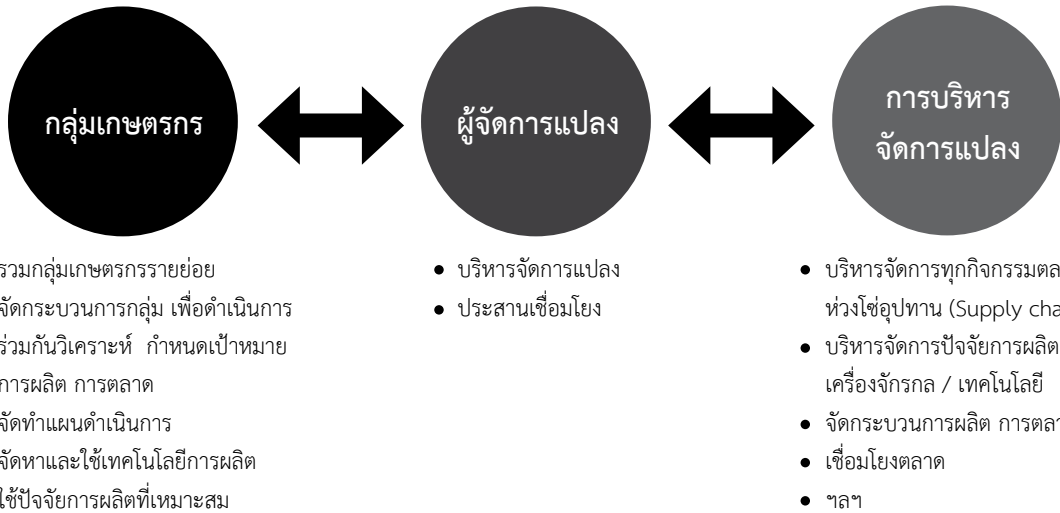 กลุ่มเกษตรกร
ผู้จัดการแปลง
การบริหาร
จัดการแปลง
รวมกลุ่มเกษตรกรรายย่อย
จัดกระบวนการกลุ่ม เพื่อดำเนินการ
ร่วมกันวิเคราะห์ กำหนดเป้าหมาย
การผลิต การตลาด
จัดทำแผนดำเนินการ
จัดหาและใช้เทคโนโลยีการผลิต
ใช้ปัจจัยการผลิตที่เหมาะสม
• บริหารจัดการแปลง
• ประสานเชื่อมโยง
• บริหารจัดการทุกกิจกรรม
ห่วงโซ่อุปทาน (Supply
• บริหารจัดการปัจจัยการผลิต
เครื่องจักรกล / เทคโนโลยี
• จัดกระบวนการผลิต
• เชื่อมโยงตลาด
• ฯลฯ